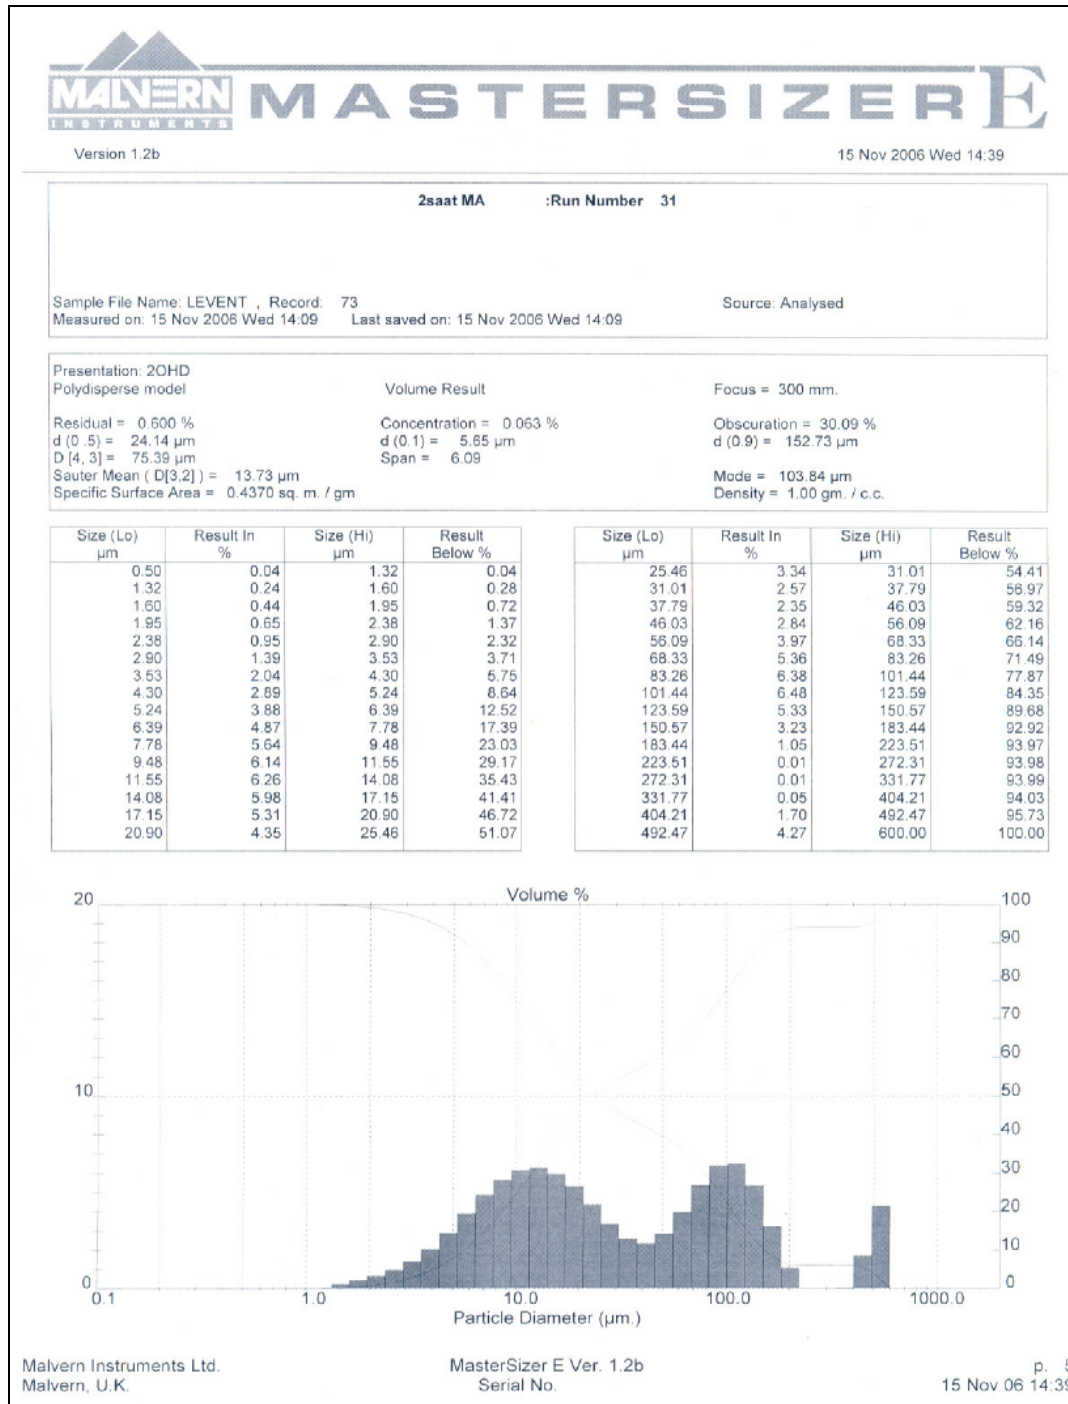 MALVERN
INSTRUMENTS
MASTERSIZER E
Version 1.2b 15 Nov 2006 Wed 14:39
2saat MA :Run Number 31
Sample File Name: LEVENT , Record: 73 Source: Analysed
Measured on: 15 Nov 2006 Wed 14:09 Last saved on: 15 Nov 2006 Wed 14:09
Presentation: 2OHD
Polydisperse model Volume Result Focus = 300 mm.
Residual = 0.600 % Concentration = 0.063 % Obscuration = 30.09 %
d (0 .5) = 24.14 µm d (0.1) = 5.65 µm d (0.9) = 152.73 µm
D [4, 3] = 75.39 µm Span = 6.09
Sauter Mean ( D[3,2] ) = 13.73 µm Mode = 103.84 µm
Specific Surface Area = 0.4370 sq. m. / gm Density = 1.00 gm. / c.c.
Size (Lo) Result In Size (Hi) Result Size (Lo) Result In Size (Hi) Result
µm % µm Below % µm % µm Below %
0.50 0.04 1.32 0.04 25.46 3.34 31.01 54.41
1.32 0.24 1.60 0.28 31.01 2.57 37.79 56.97
1.60 0.44 1.95 0.72 37.79 2.35 46.03 59.32
1.95 0.65 2.38 1.37 46.03 2.84 56.09 62.16
2.38 0.95 2.90 2.32 56.09 3.97 68.33 66.14
2.90 1.39 3.53 3.71 68.33 5.36 83.26 71.49
3.53 2.04 4.30 5.75 83.26 6.38 101.44 77.87
4.30 2.89 5.24 8.64 101.44 6.48 123.59 84.35
5.24 3.88 6.39 12.52 123.59 5.33 150.57 89.68
6.39 4.87 7.78 17.39 150.57 3.23 183.44 92.92
7.78 5.64 9.48 23.03 183.44 1.05 223.51 93.97
9.48 6.14 11.55 29.17 223.51 0.01 272.31 93.98
11.55 6.26 14.08 35.43 272.31 0.01 331.77 93.99
14.08 5.98 17.15 41.41 331.77 0.05 404.21 94.03
17.15 5.31 20.90 46.72 404.21 1.70 492.47 95.73
20.90 4.35 25.46 51.07 492.47 4.27 600.00 100.00
Volume %
20 100
90
80
70
60
10 50
40
30
20
10
0 0
0.1 1.0 10.0 100.0 1000.0
Particle Diameter (µm.)
Malvern Instruments Ltd. MasterSizer E Ver. 1.2b p. 5
Malvern, U.K. Serial No. 15 Nov 06 14:39